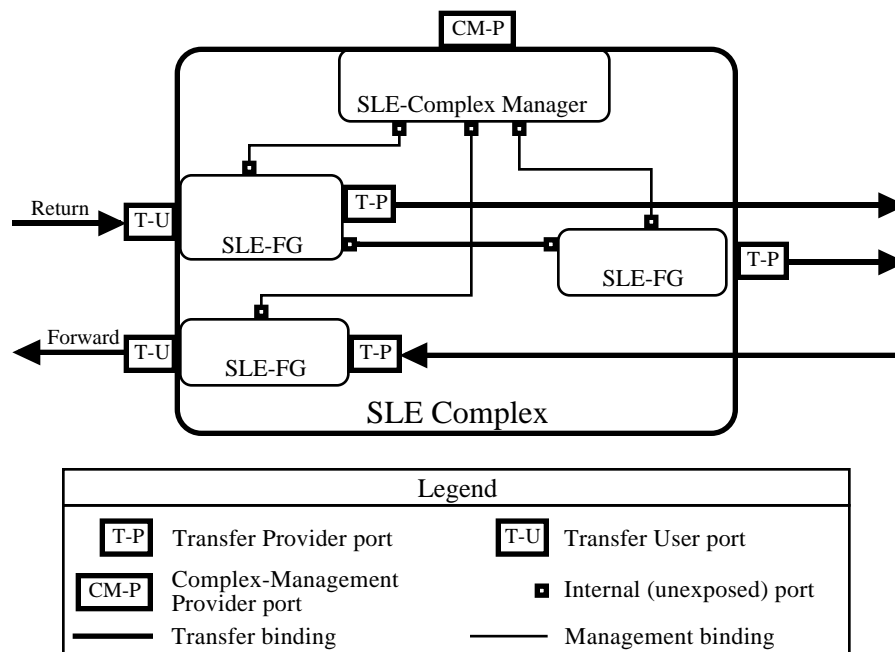 CM-P
SLE-Complex Manager
Return
T-U
T-P
SLE-FG
SLE-FG
T-P
Forward
T-U
SLE-FG
T-P
SLE Complex
Legend
T-P Transfer Provider port
T-U Transfer User port
CM-P Complex-Management
Provider port
Internal (unexposed) port
Transfer binding
Management binding